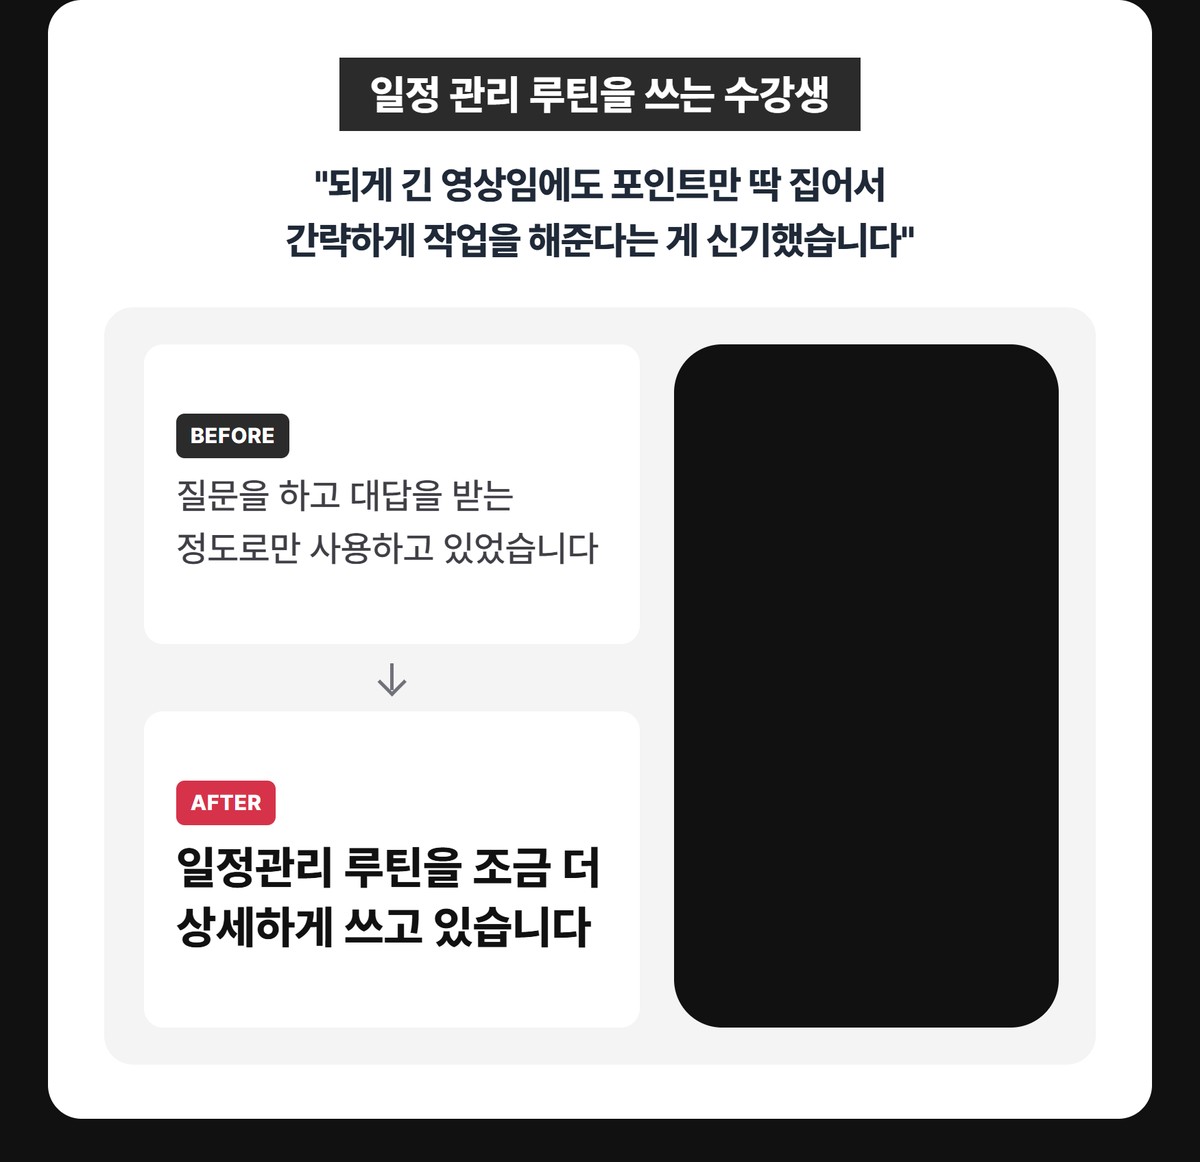 일정 관리 루틴을 쓰는 수강생
"되게 긴 영상임에도 포인트만 딱 집어서
간략하게 작업을 해준다는 게 신기했습니다"
BEFORE
질문을 하고 대답을 받는
정도로만 사용하고 있었습니다
↓
AFTER
일정관리 루틴을 조금 더
상세하게 쓰고 있습니다